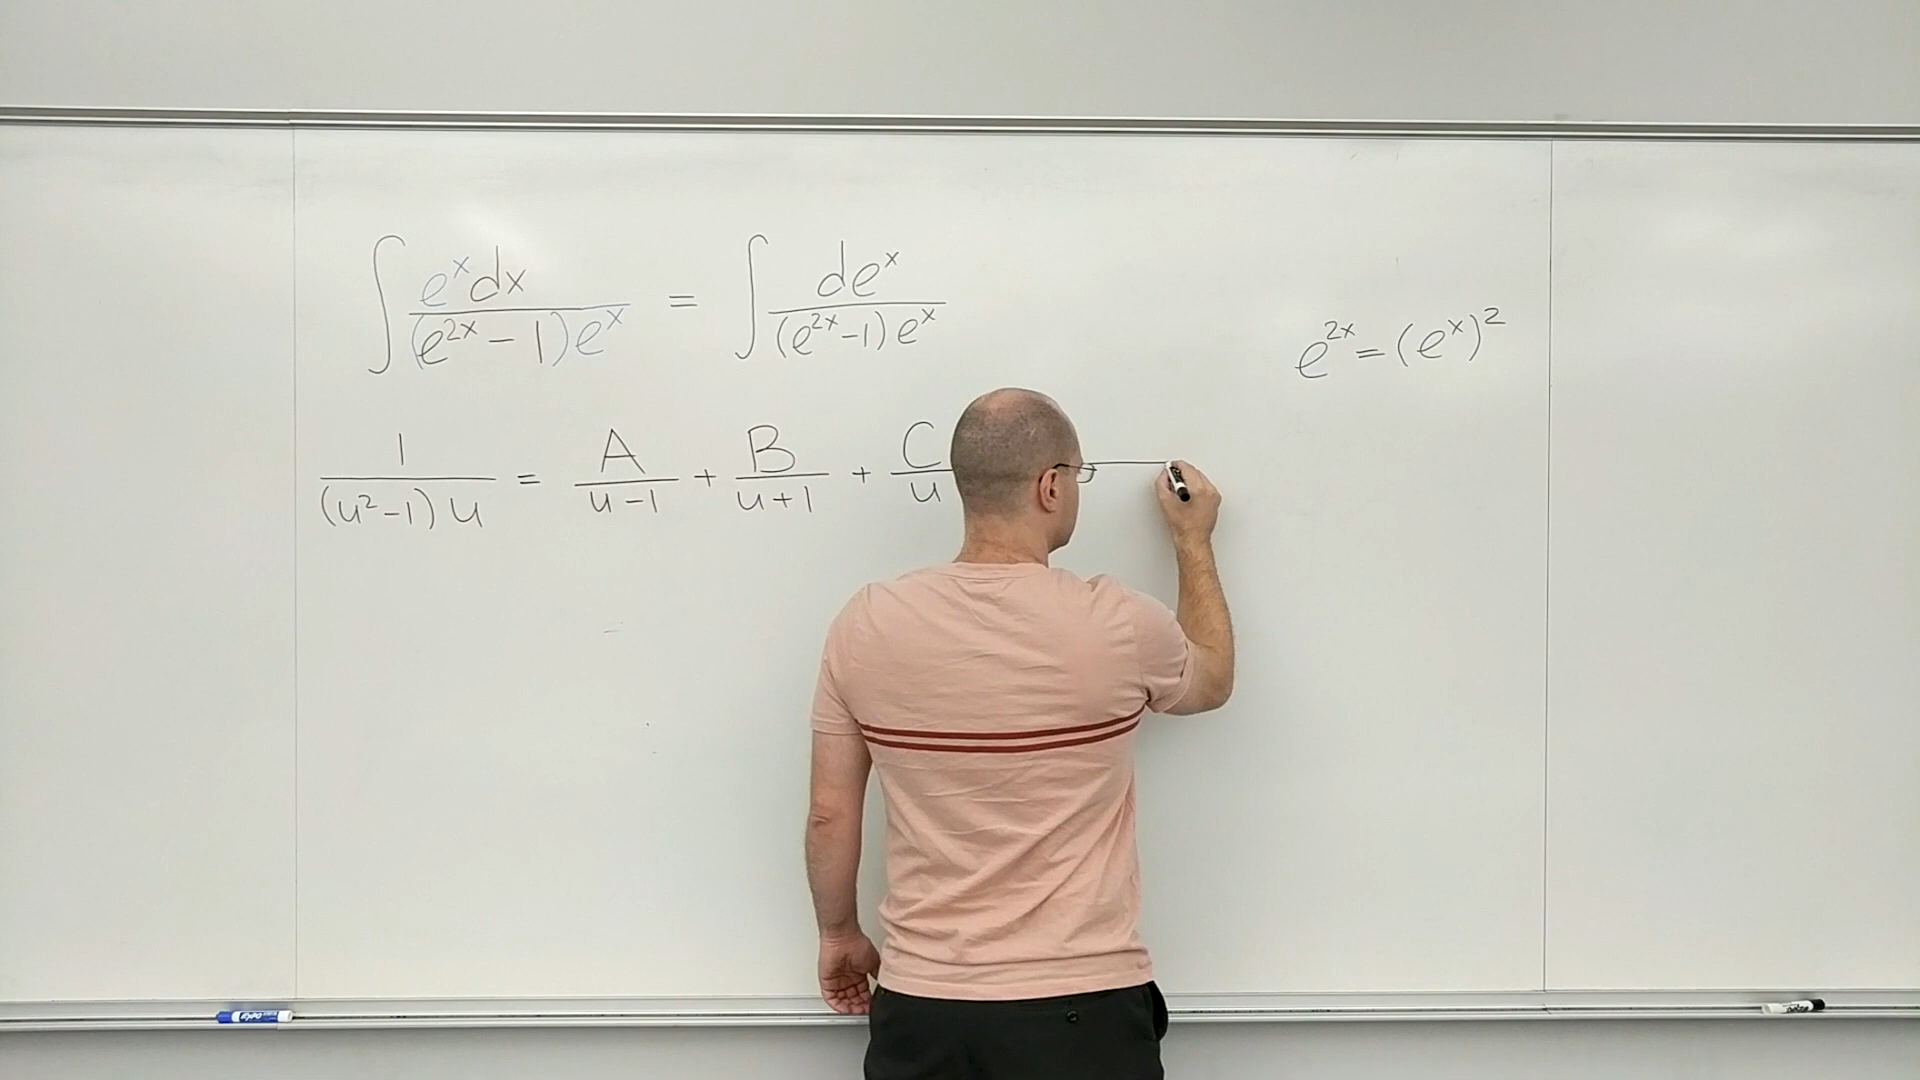 ∫ e^x dx / (e^{2x} - 1) e^x = ∫ de^x / (e^{2x} - 1) e^x
e^{2x} = (e^x)^2
1 / (u^2 - 1) u = A / (u - 1) + B / (u + 1) + C / u